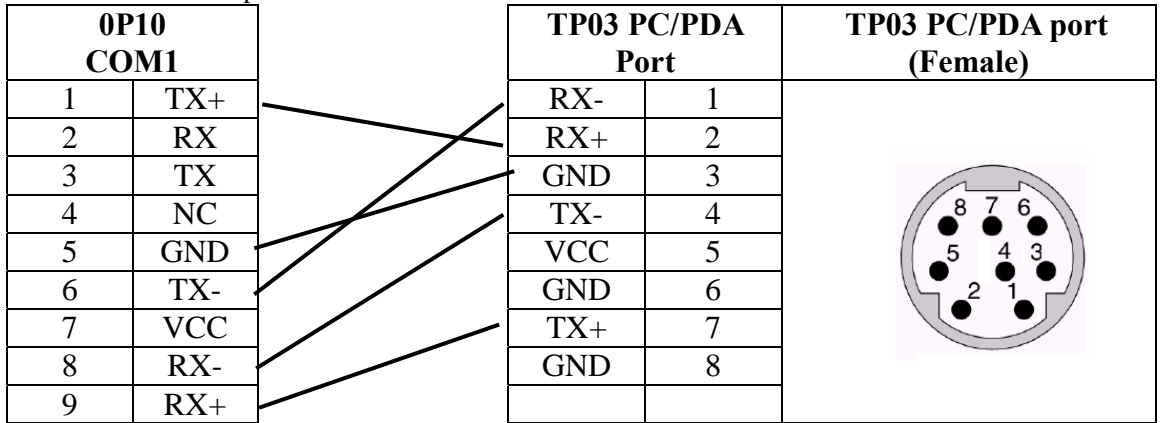 0P10
COM1
TP03 PC/PDA
Port
TP03 PC/PDA port
(Female)
1 TX+ RX- 1
2 RX RX+ 2
3 TX GND 3
4 NC TX- 4
5 GND VCC 5
6 TX- GND 6
7 VCC TX+ 7
8 RX- GND 8
9 RX+
8 7 6
5 4 3
2 1